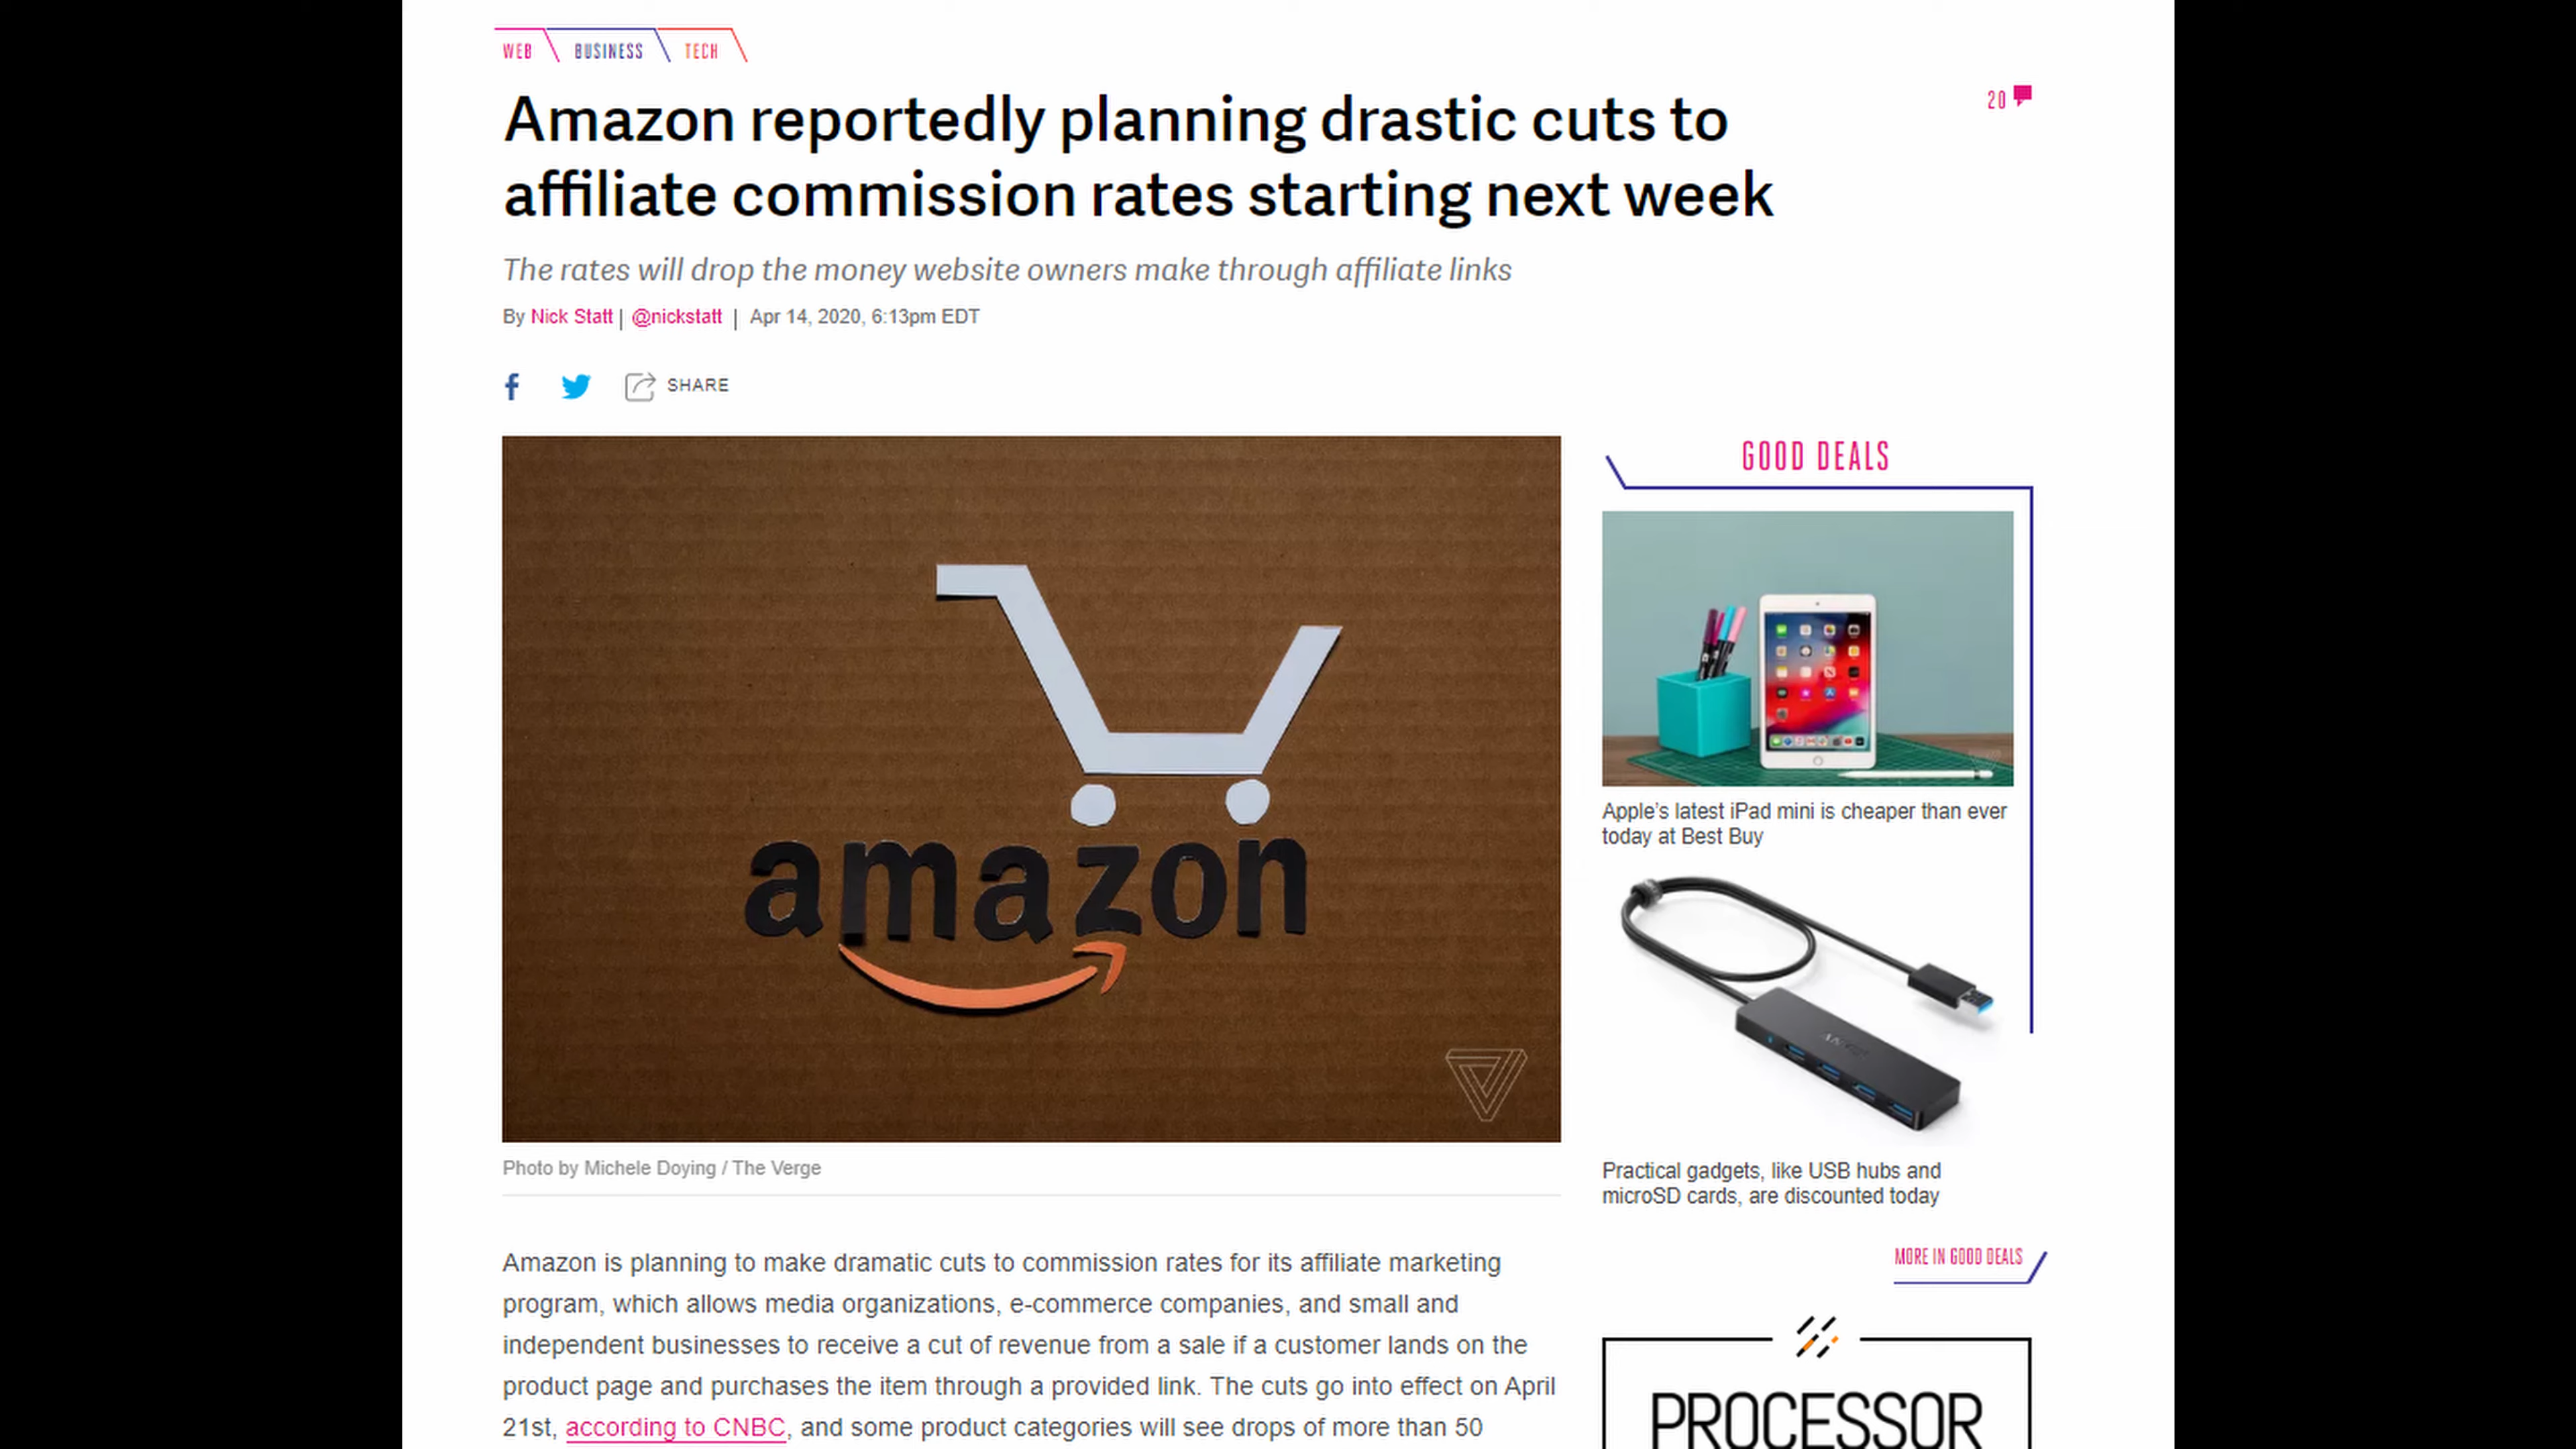 WEB BUSINESS TECH
Amazon reportedly planning drastic cuts to
affiliate commission rates starting next week
20
The rates will drop the money website owners make through affiliate links
By Nick Statt | @nickstatt | Apr 14, 2020, 6:13pm EDT
SHARE
amazon
Photo by Michele Doying / The Verge
Amazon is planning to make dramatic cuts to commission rates for its affiliate marketing
program, which allows media organizations, e-commerce companies, and small and
independent businesses to receive a cut of revenue from a sale if a customer lands on the
product page and purchases the item through a provided link. The cuts go into effect on April
21st, according to CNBC, and some product categories will see drops of more than 50
GOOD DEALS
Apple's latest iPad mini is cheaper than ever
today at Best Buy
Practical gadgets, like USB hubs and
microSD cards, are discounted today
MORE IN GOOD DEALS
PROCESSOR